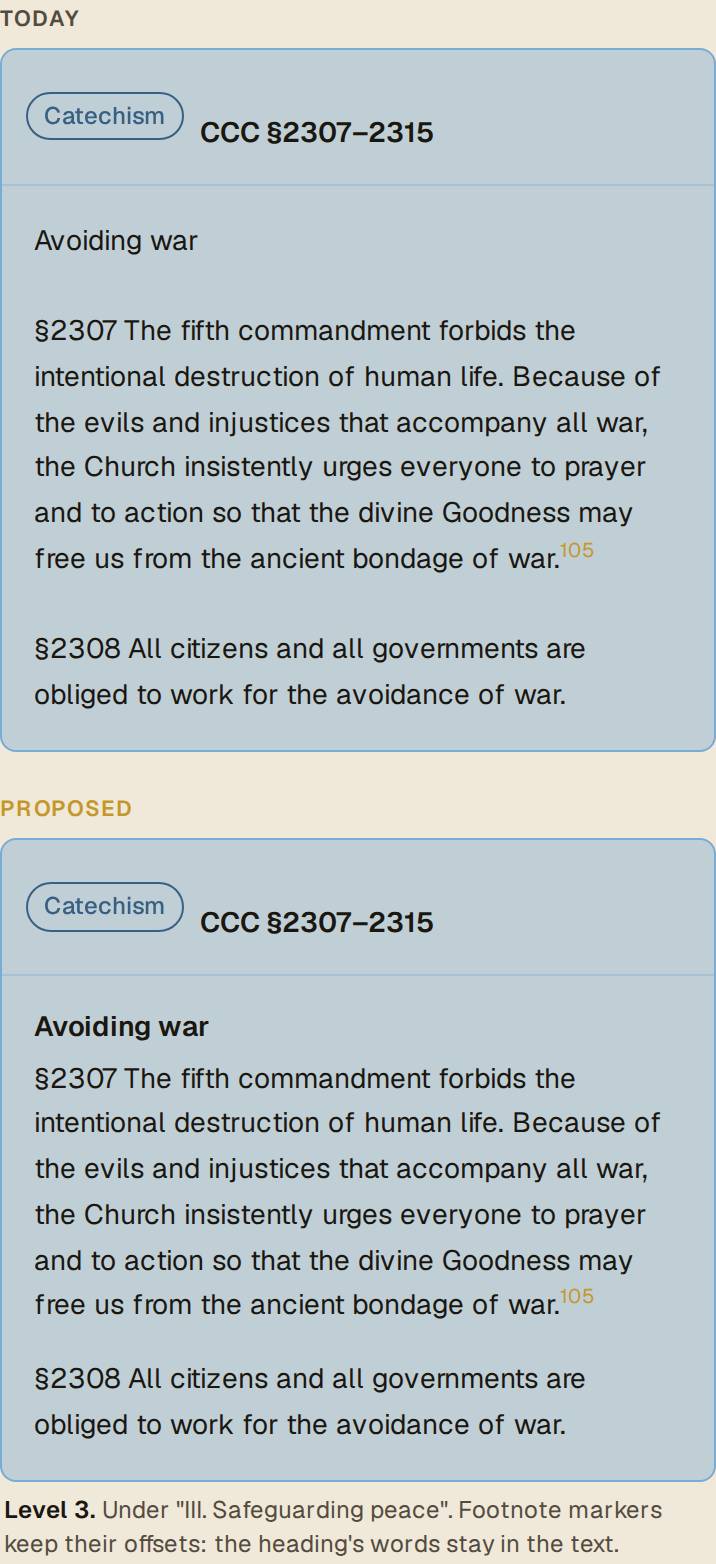 TODAY
Catechism
CCC §2307–2315
Avoiding war
§2307 The fifth commandment forbids the
intentional destruction of human life. Because of
the evils and injustices that accompany all war,
the Church insistently urges everyone to prayer
and to action so that the divine Goodness may
free us from the ancient bondage of war.105
§2308 All citizens and all governments are
obliged to work for the avoidance of war.
PROPOSED
Catechism
CCC §2307–2315
Avoiding war
§2307 The fifth commandment forbids the
intentional destruction of human life. Because of
the evils and injustices that accompany all war,
the Church insistently urges everyone to prayer
and to action so that the divine Goodness may
free us from the ancient bondage of war.105
§2308 All citizens and all governments are
obliged to work for the avoidance of war.
Level 3. Under "III. Safeguarding peace". Footnote markers
keep their offsets: the heading's words stay in the text.